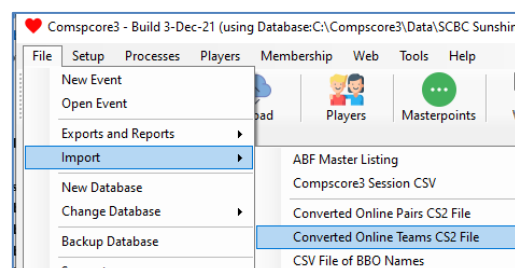 Comspcore3 - Build 3-Dec-21 (using Database:C:\Compscore3\Data\SCBC Sunshin
File Setup Processes Players Membership Web Tools Help
New Event
Open Event
Players Masterpoints
Exports and Reports
Import
ABF Master Listing
Compscore3 Session CSV
New Database
Change Database
Converted Online Pairs CS2 File
Converted Online Teams CS2 File
Backup Database
CSV File of BBO Names